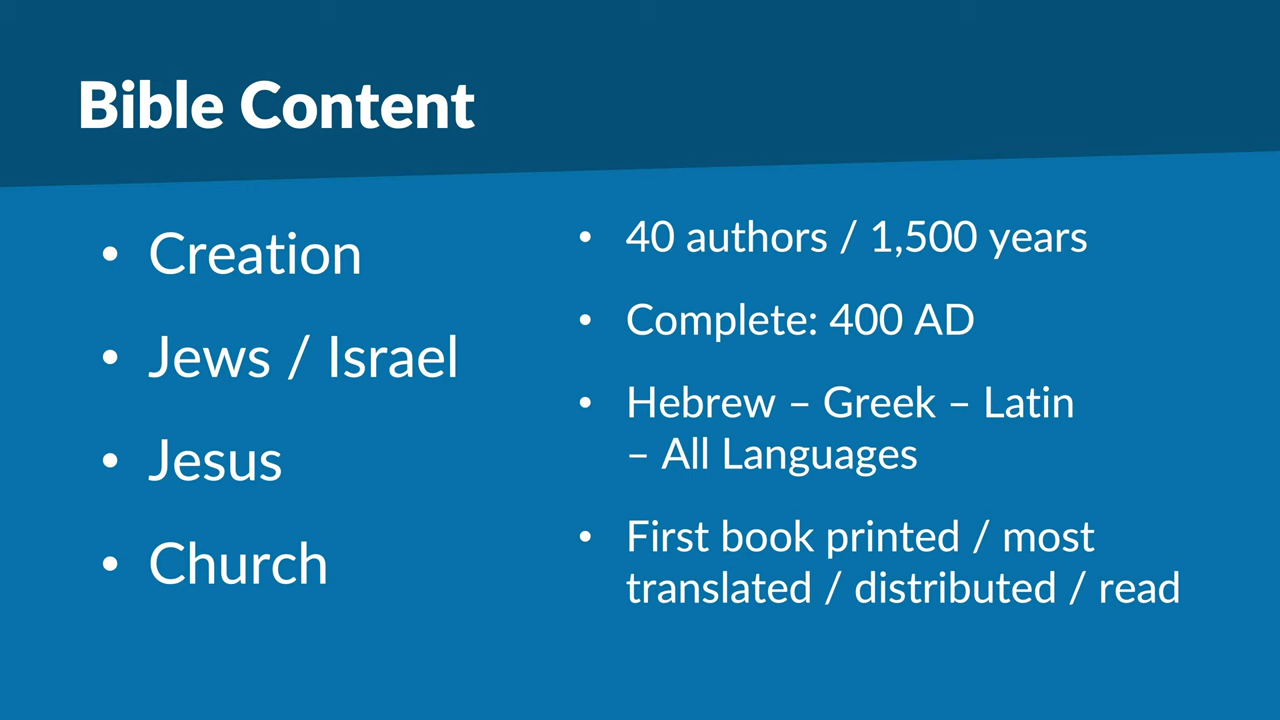 Bible Content
• Creation
• Jews / Israel
• Jesus
• Church
• 40 authors / 1,500 years
• Complete: 400 AD
• Hebrew – Greek – Latin
– All Languages
• First book printed / most
translated / distributed / read